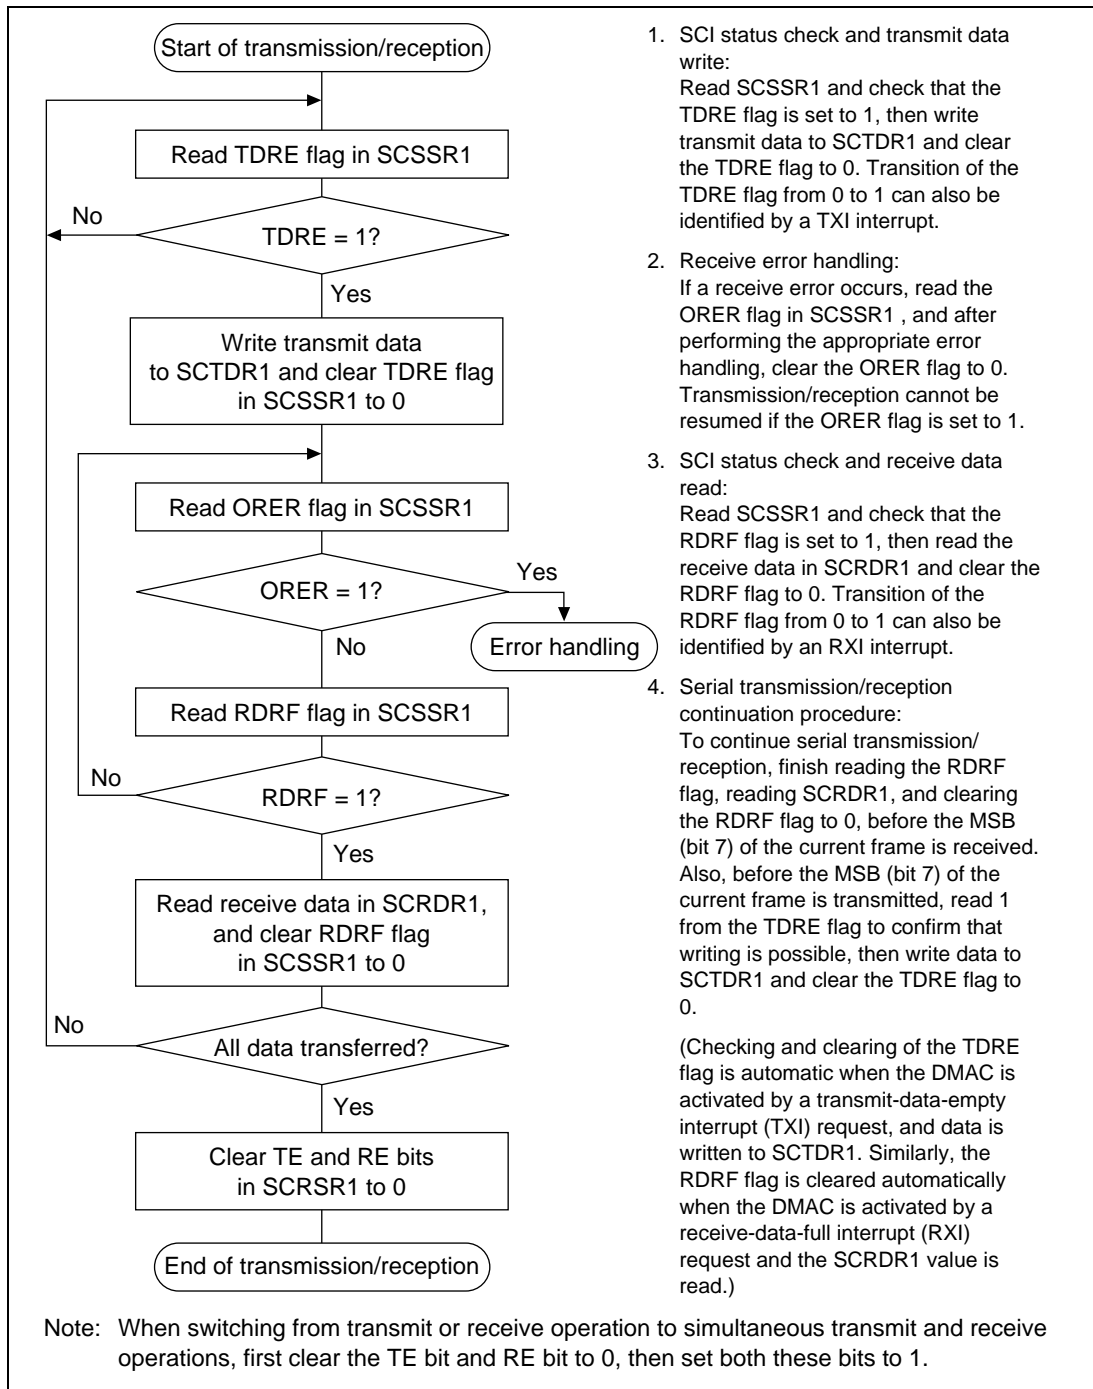 Start of transmission/reception
Read TDRE flag in SCSSR1
No
TDRE = 1?
Yes
Write transmit data
to SCTDR1 and clear TDRE flag
in SCSSR1 to 0
Read ORER flag in SCSSR1
Yes
ORER = 1?
Error handling
No
Read RDRF flag in SCSSR1
No
RDRF = 1?
Yes
Read receive data in SCRDR1,
and clear RDRF flag
in SCSSR1 to 0
No
All data transferred?
Yes
Clear TE and RE bits
in SCRSR1 to 0
End of transmission/reception
1. SCI status check and transmit data
write:
Read SCSSR1 and check that the
TDRE flag is set to 1, then write
transmit data to SCTDR1 and clear
the TDRE flag to 0. Transition of the
TDRE flag from 0 to 1 can also be
identified by a TXI interrupt.
2. Receive error handling:
If a receive error occurs, read the
ORER flag in SCSSR1 , and after
performing the appropriate error
handling, clear the ORER flag to 0.
Transmission/reception cannot be
resumed if the ORER flag is set to 1.
3. SCI status check and receive data
read:
Read SCSSR1 and check that the
RDRF flag is set to 1, then read the
receive data in SCRDR1 and clear the
RDRF flag to 0. Transition of the
RDRF flag from 0 to 1 can also be
identified by an RXI interrupt.
4. Serial transmission/reception
continuation procedure:
To continue serial transmission/
reception, finish reading the RDRF
flag, reading SCRDR1, and clearing
the RDRF flag to 0, before the MSB
(bit 7) of the current frame is received.
Also, before the MSB (bit 7) of the
current frame is transmitted, read 1
from the TDRE flag to confirm that
writing is possible, then write data to
SCTDR1 and clear the TDRE flag to
0.
(Checking and clearing of the TDRE
flag is automatic when the DMAC is
activated by a transmit-data-empty
interrupt (TXI) request, and data is
written to SCTDR1. Similarly, the
RDRF flag is cleared automatically
when the DMAC is activated by a
receive-data-full interrupt (RXI)
request and the SCRDR1 value is
read.)
Note: When switching from transmit or receive operation to simultaneous transmit and receive
operations, first clear the TE bit and RE bit to 0, then set both these bits to 1.